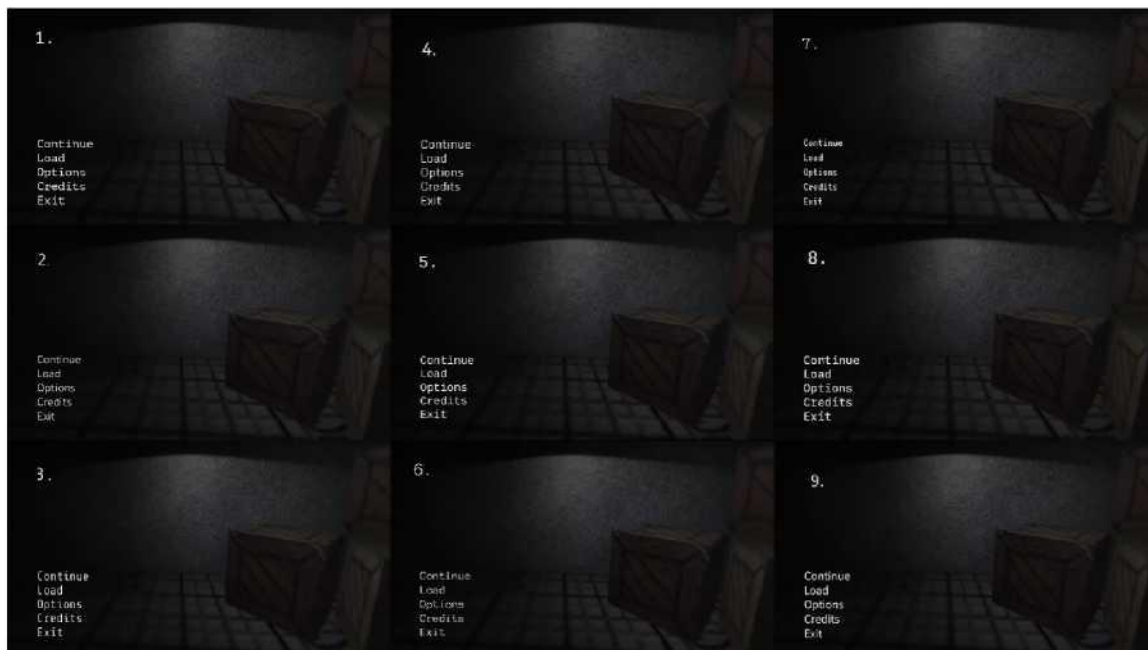 1.
Continue
Load
Options
Credits
Exit
4.
Continue
Load
Options
Credits
Exit
7.
Continue
Load
Options
Credits
Exit
2.
Continue
Load
Options
Credits
Exit
5.
Continue
Load
Options
Credits
Exit
8.
Continue
Load
Options
Credits
Exit
3.
Continue
Load
Options
Credits
Exit
6.
Continue
Load
Options
Credits
Exit
9.
Continue
Load
Options
Credits
Exit